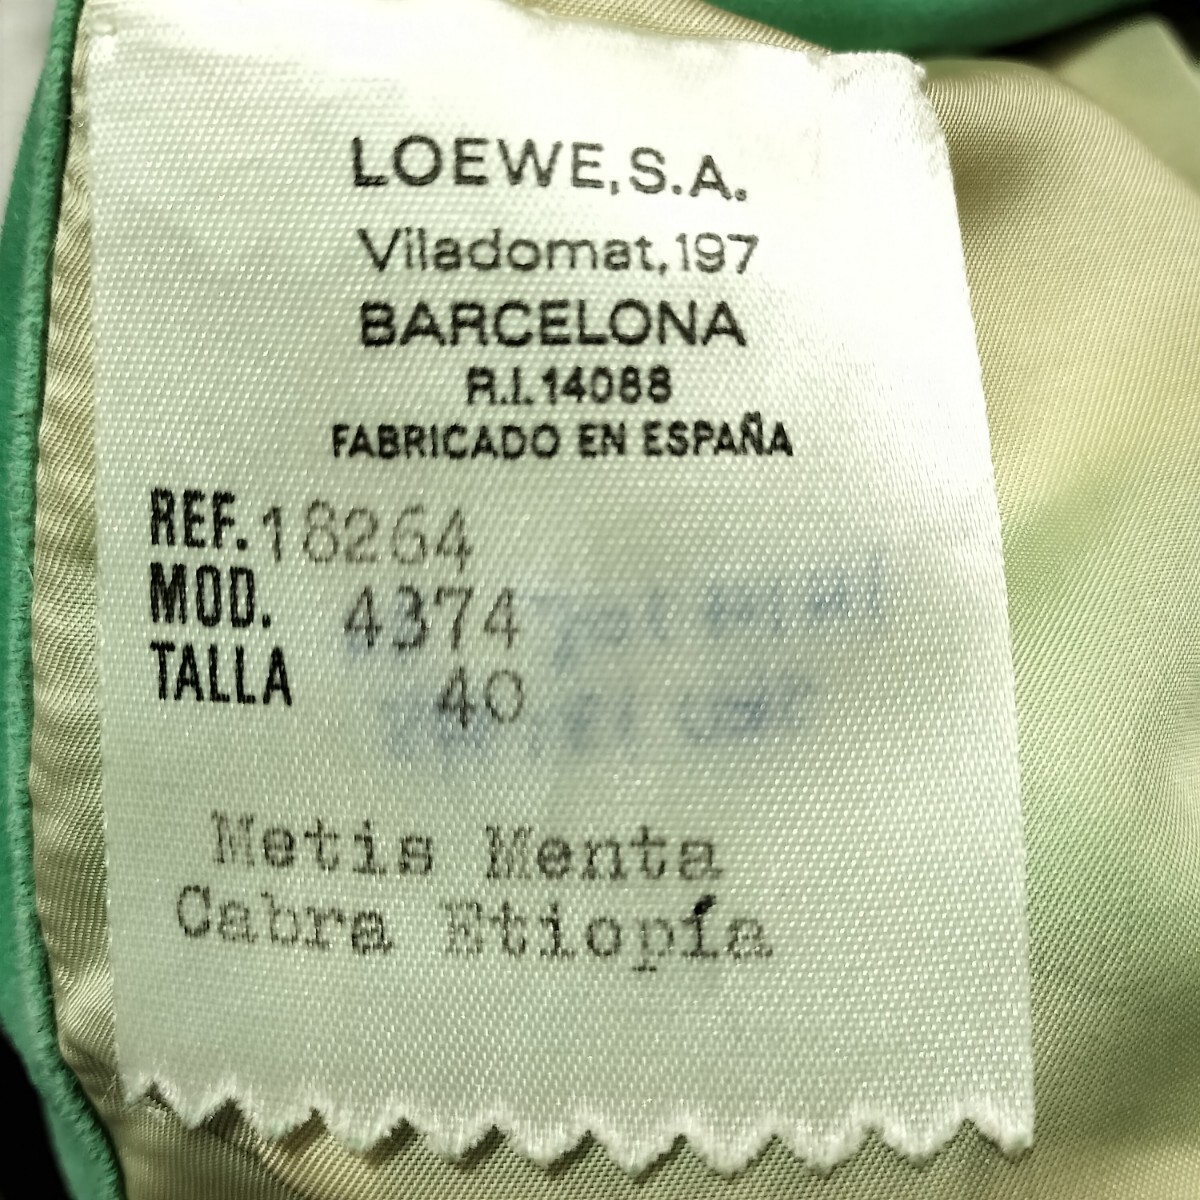 LOEWE, S.A.
Viladomat, 197
BARCELONA
R.I. 14088
FABRICADO EN ESPAÑA
REF. 18264
MOD. 4374
TALLA 40
Metis Menta
Cabra Etiopía